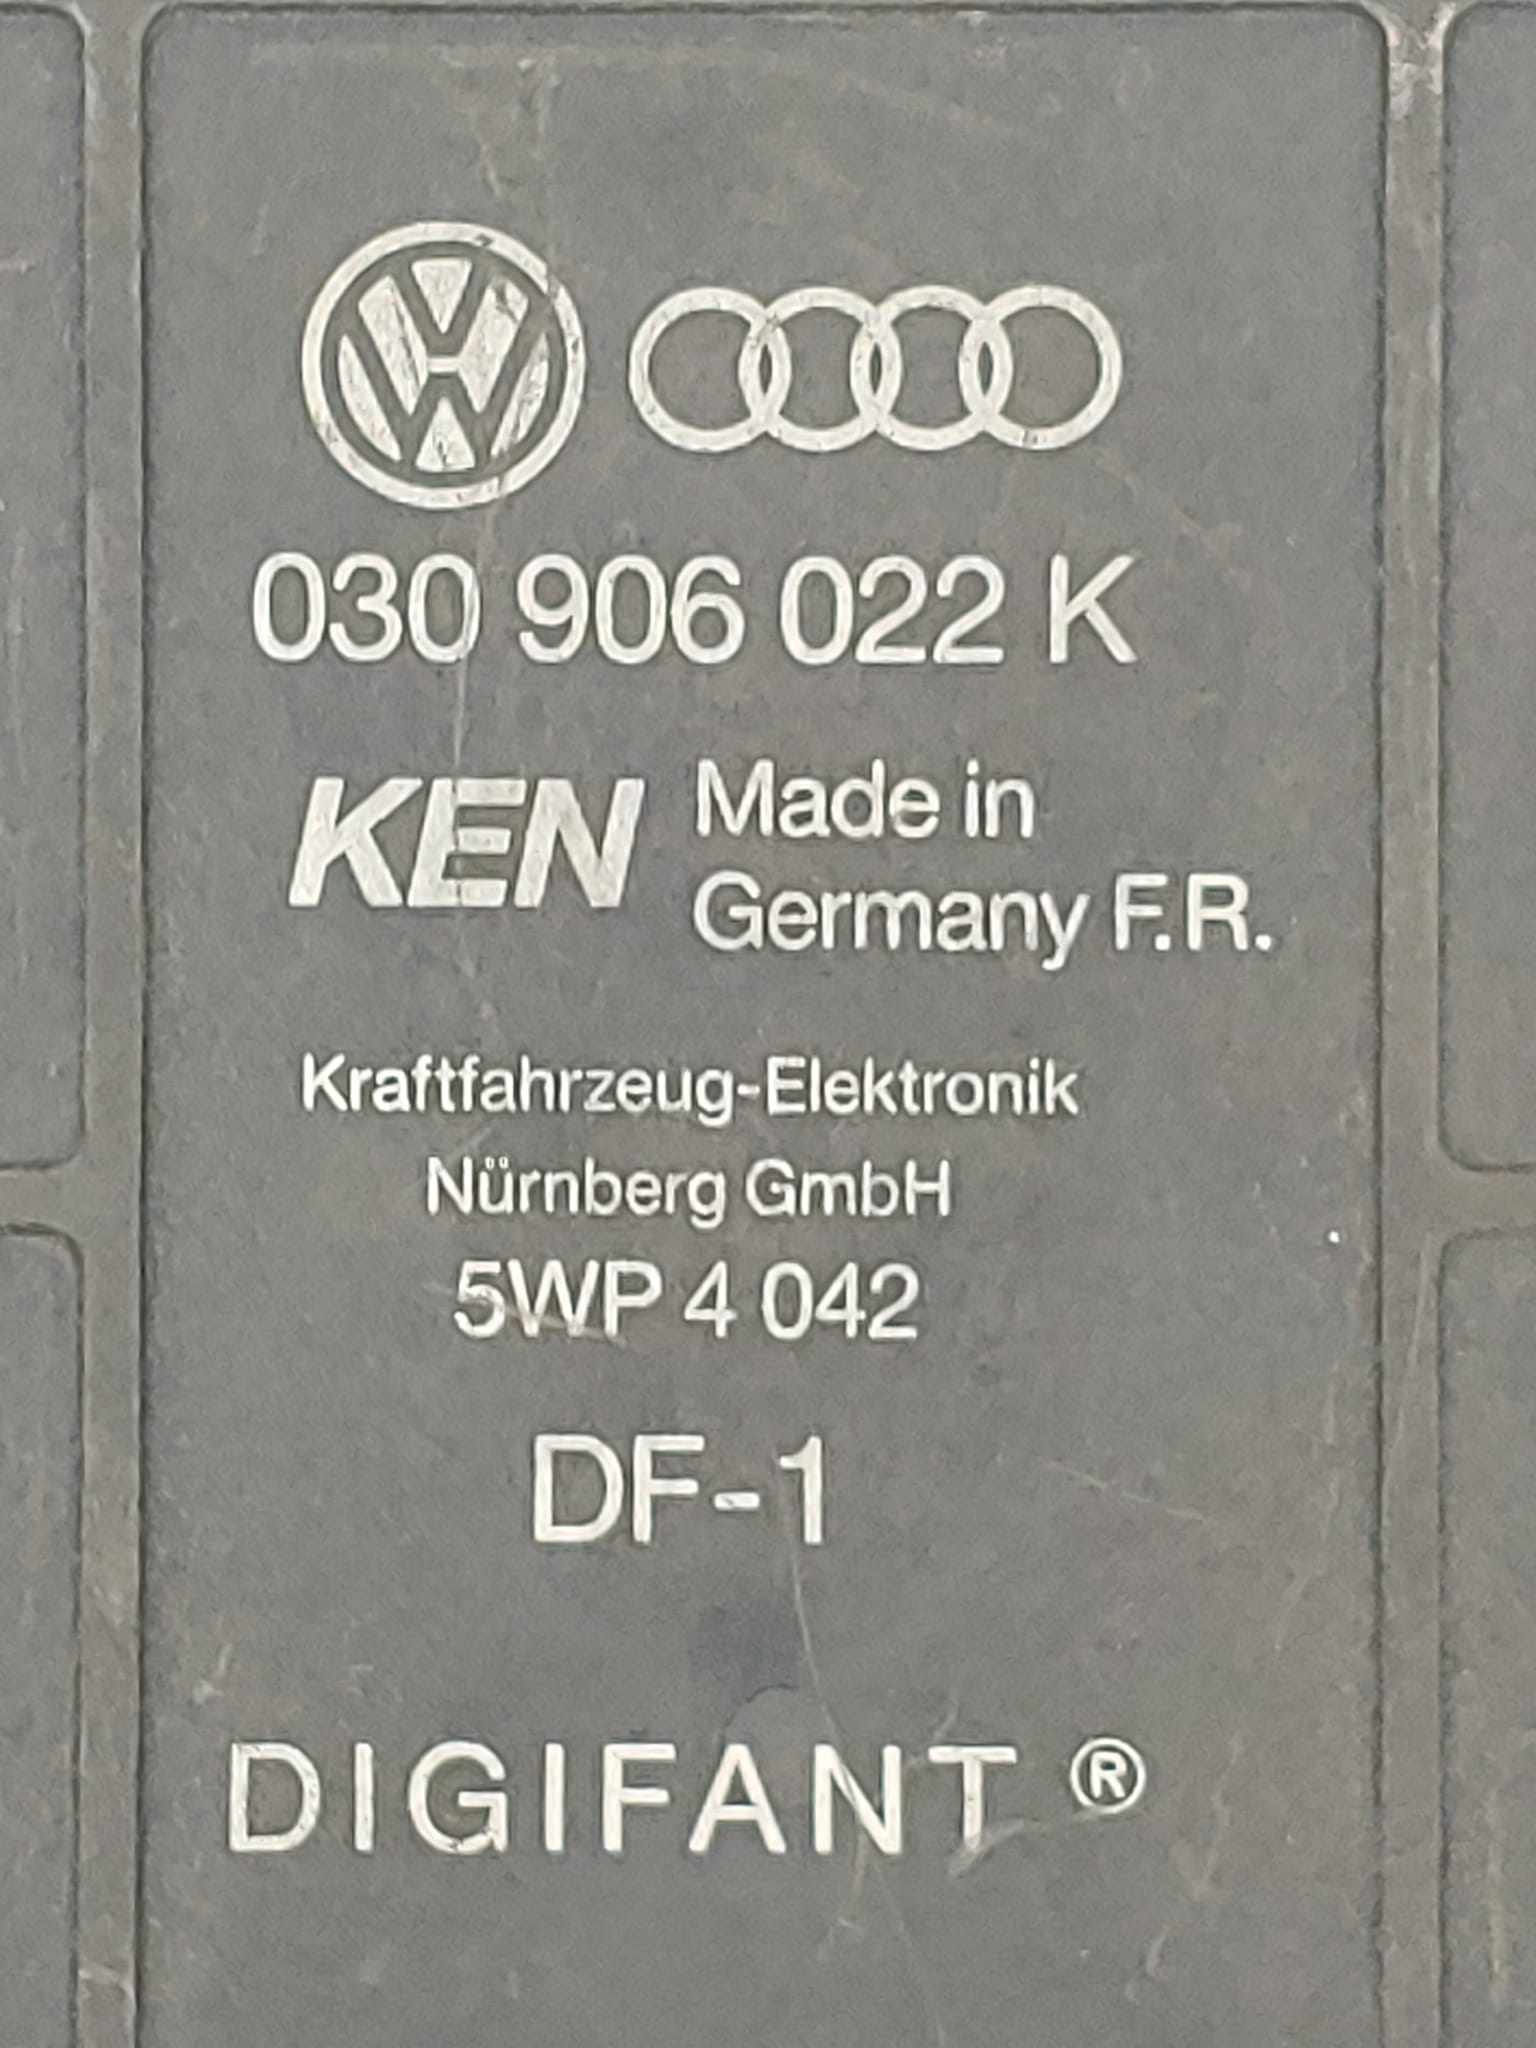 030 906 022 K
KEN Made in
Germany F.R.
Kraftfahrzeug-Elektronik
Nürnberg GmbH
5WP 4 042
DF-1
DIGIFANT ®